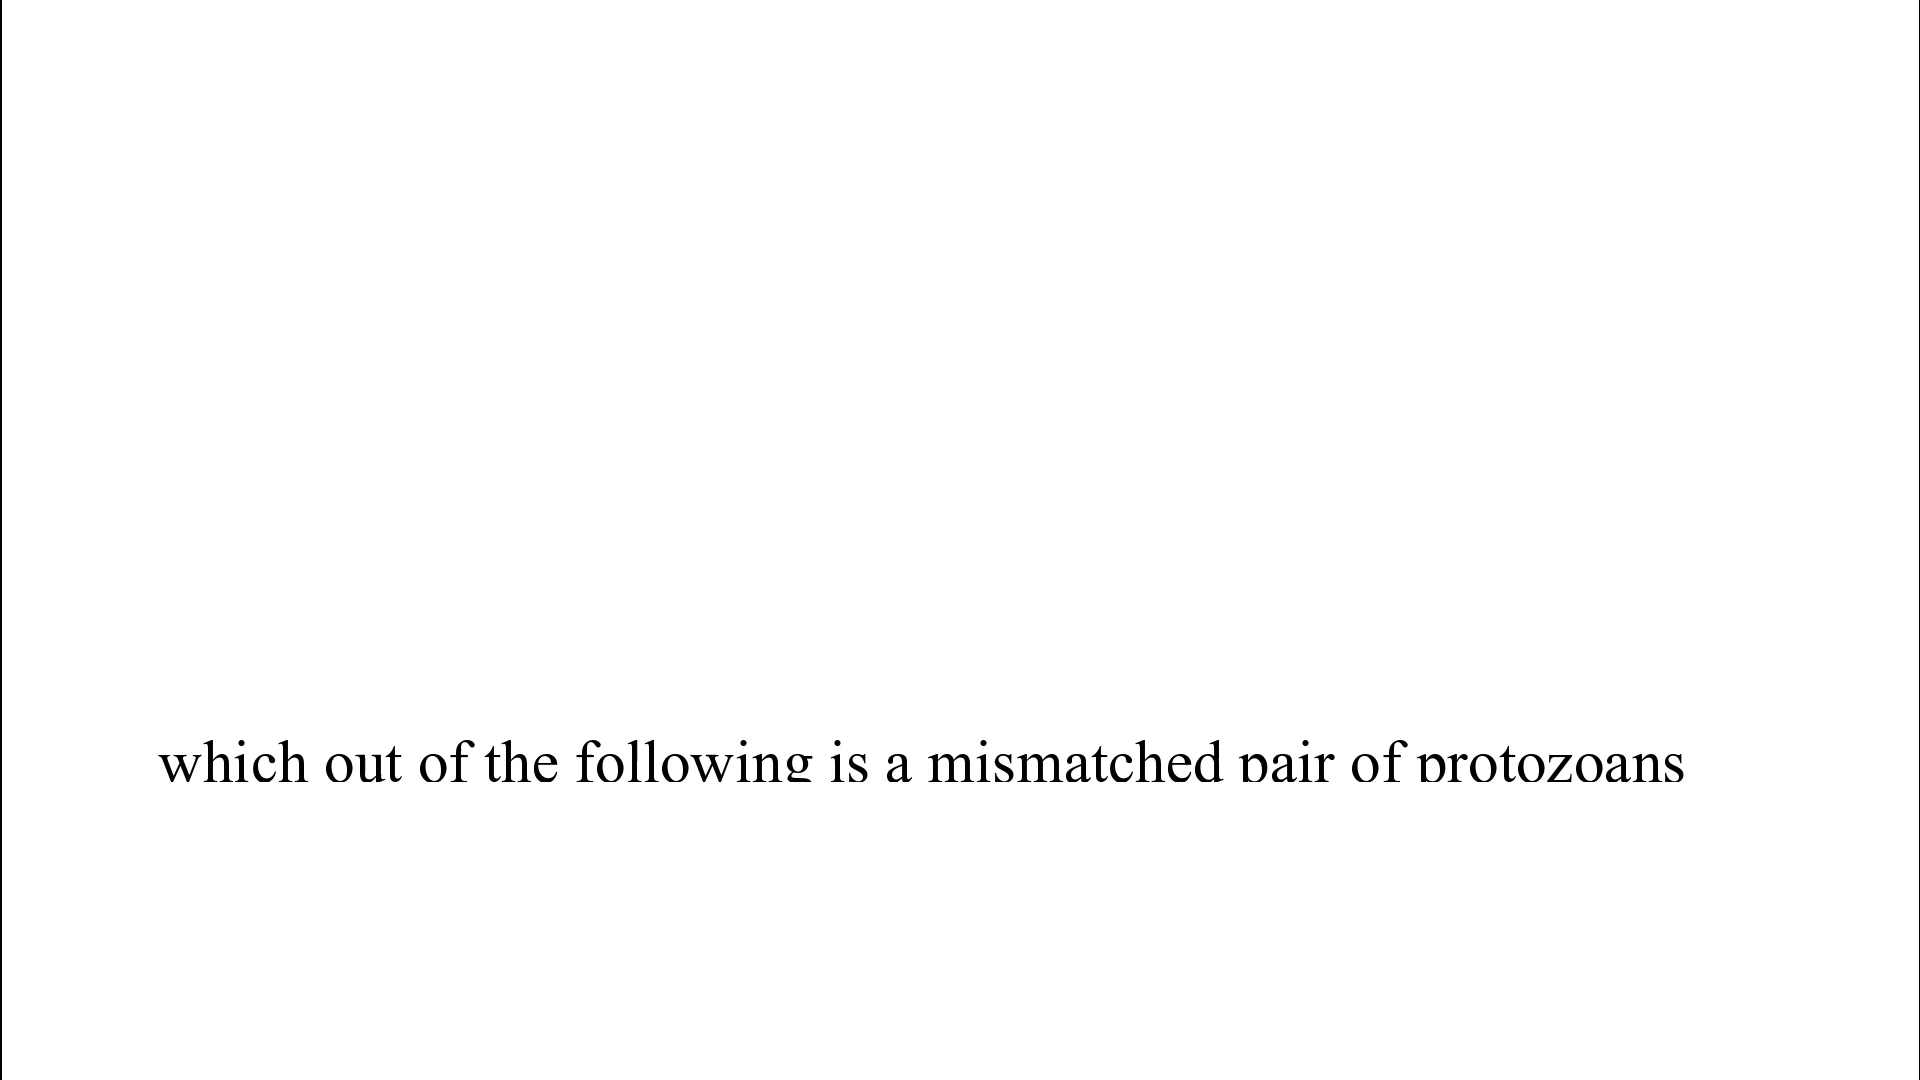 which out of the following is a mismatched pair of protozoans